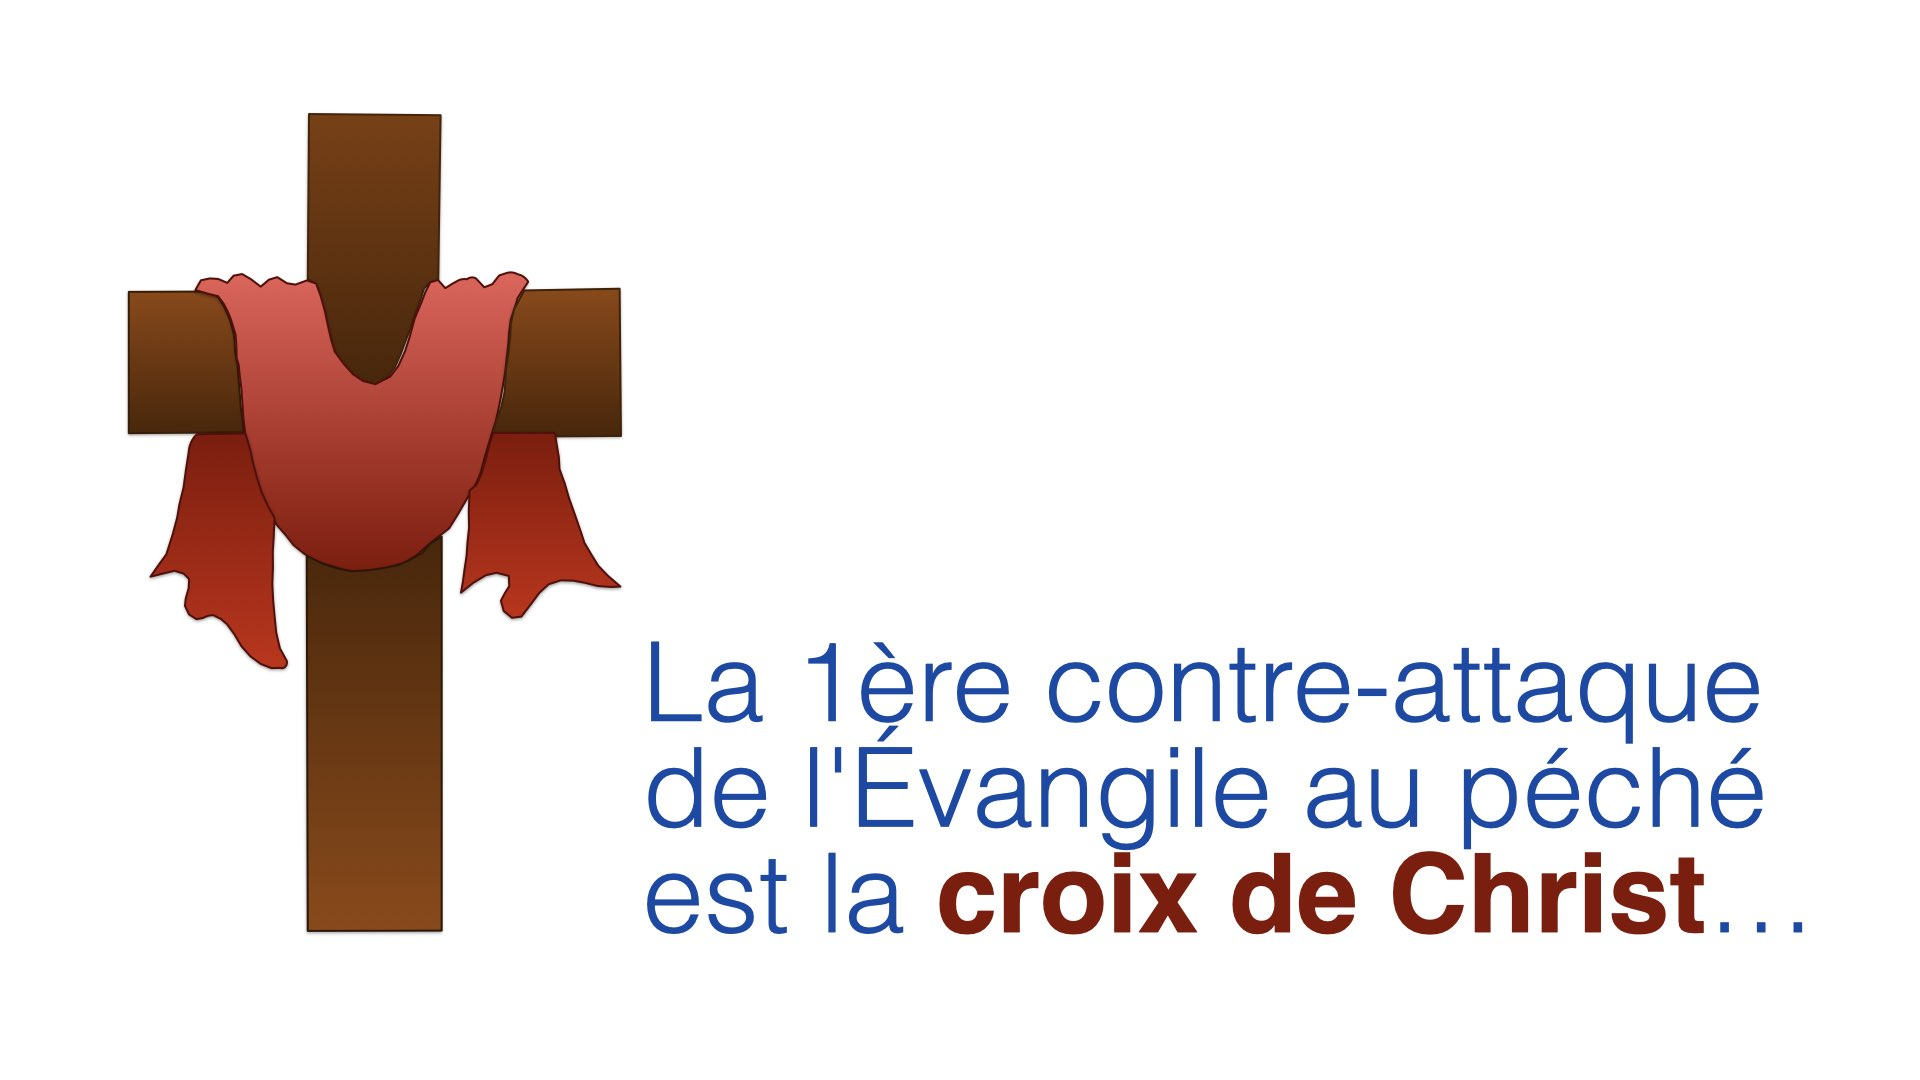 La 1ère contre-attaque
de l'Évangile au péché
est la croix de Christ…